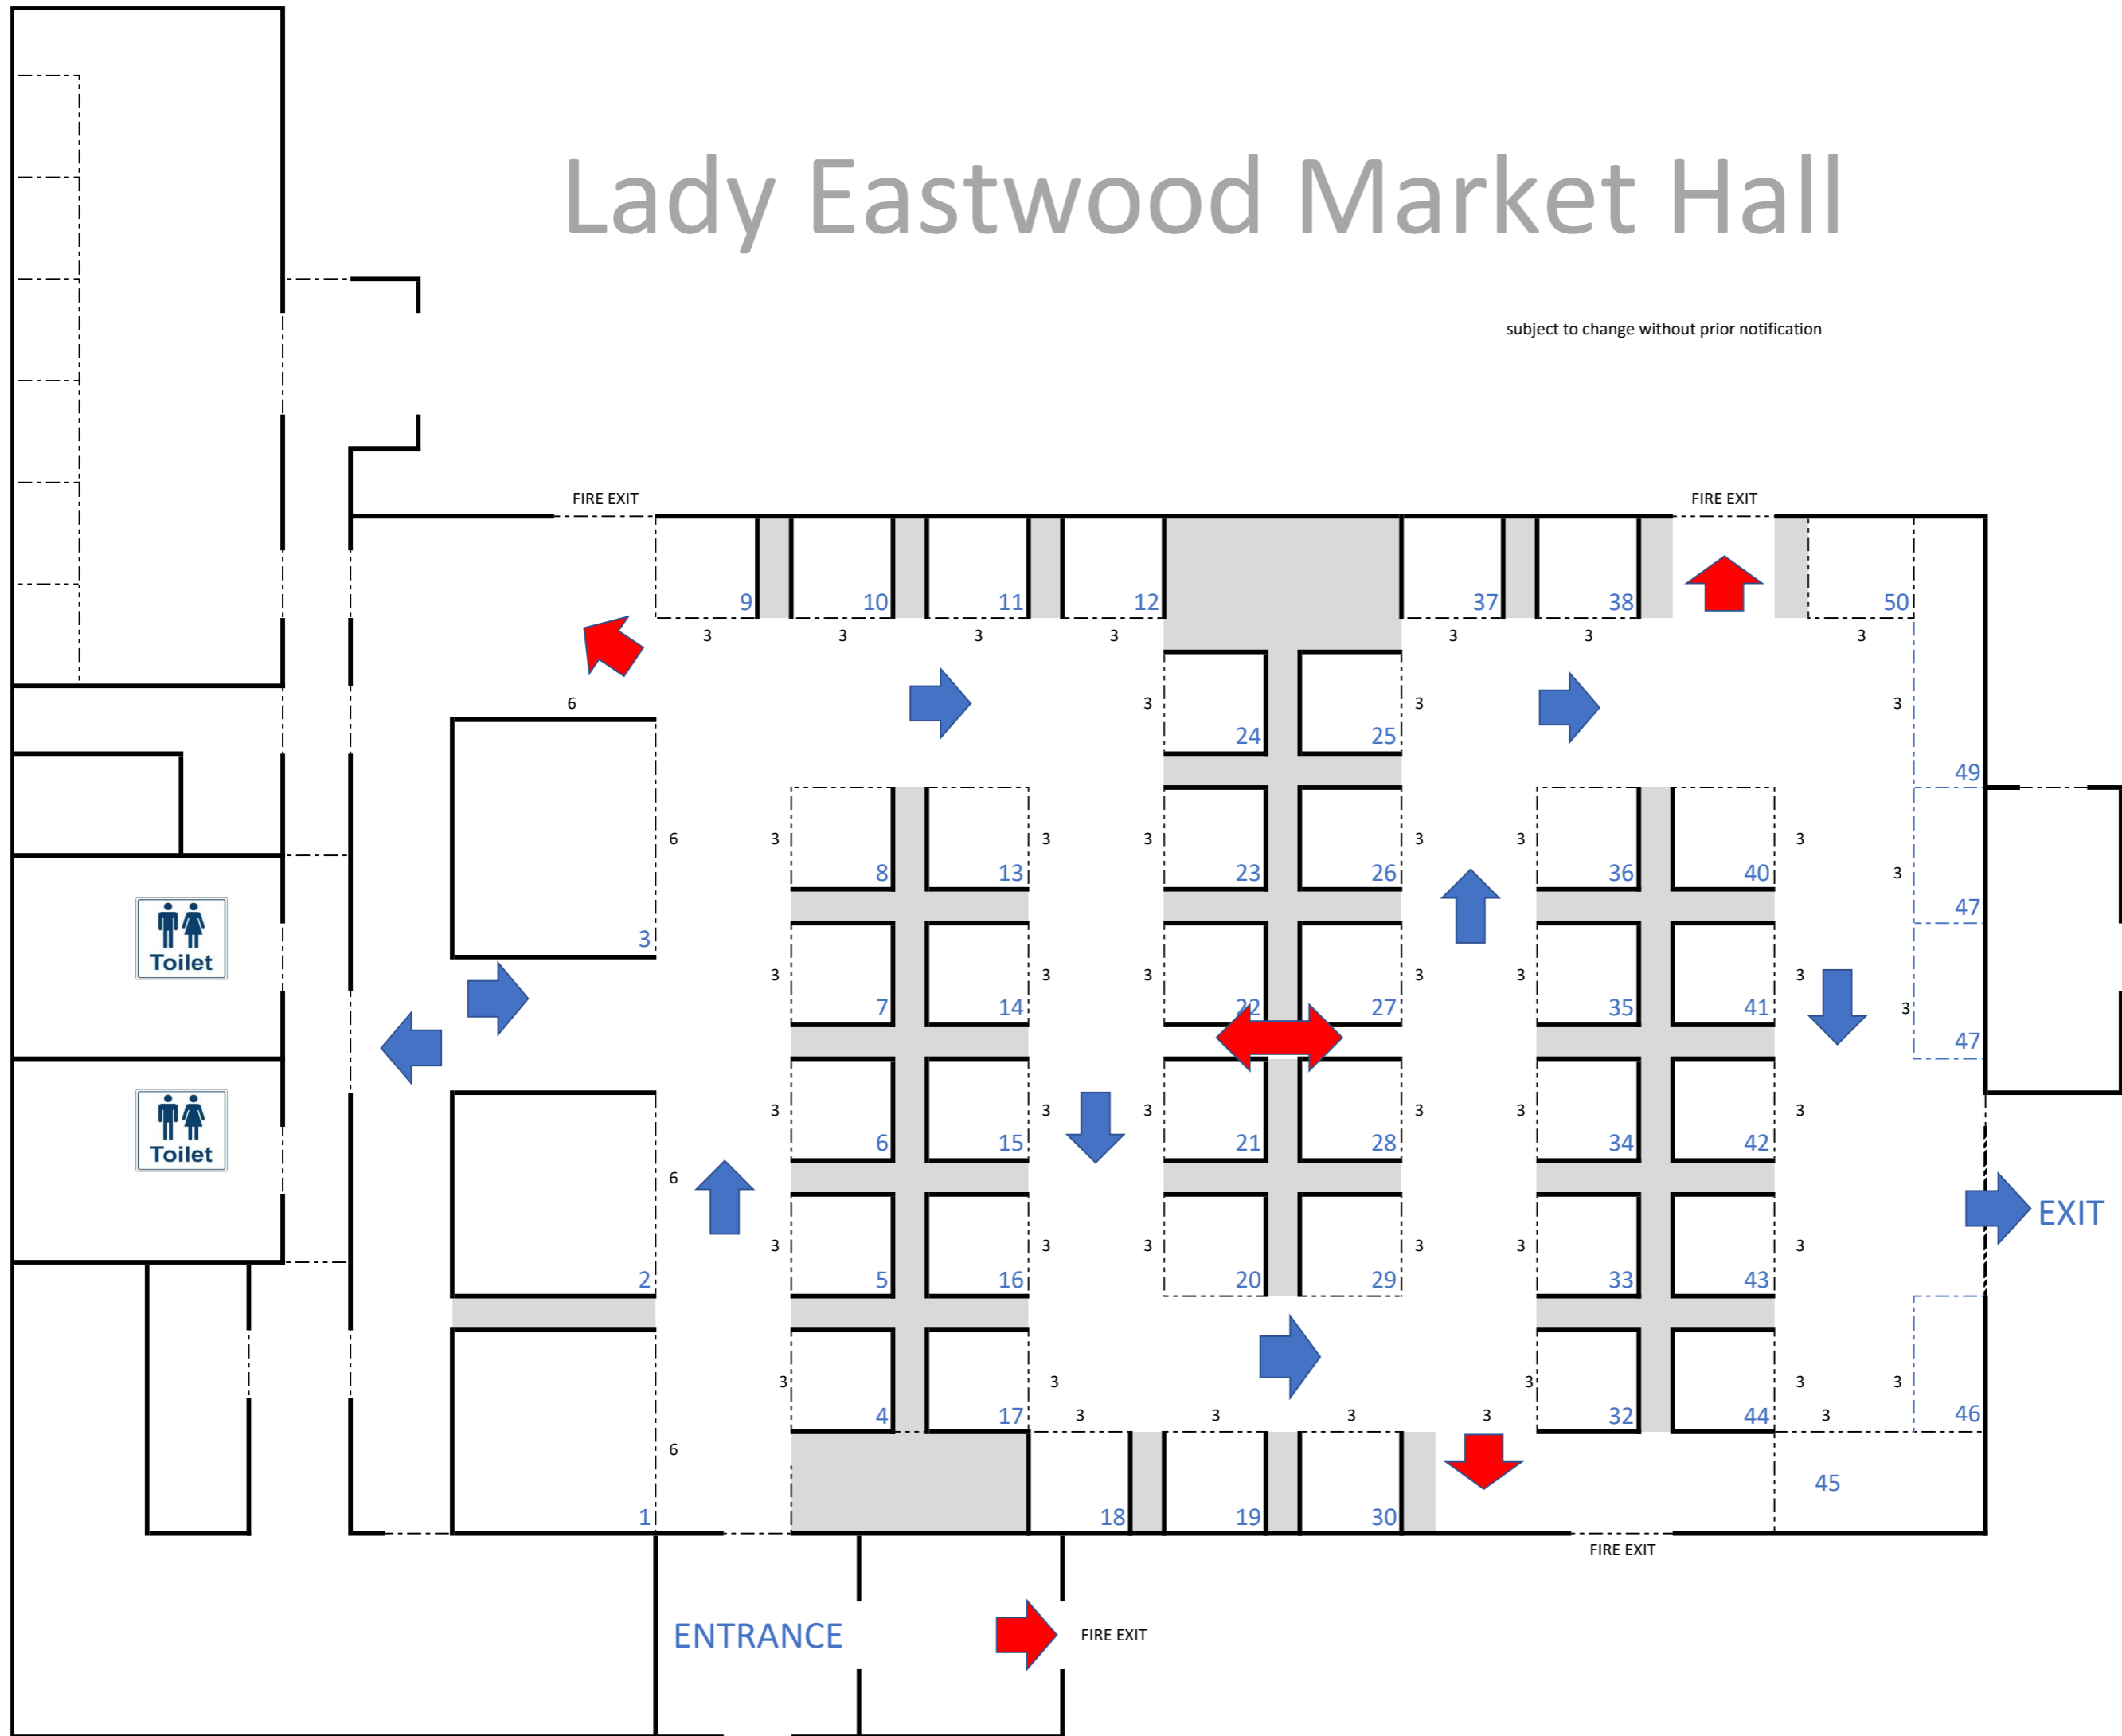 Lady Eastwood Market Hall
subject to change without prior notification
FIRE EXIT FIRE EXIT
9 10 11 12 37 38 50
3 3 3 3 3 3 3
6 3 3 3
24 25
49
6 3 3 3 3 3 3 3
8 13 23 26 36 40
47
3
Toilet
3 3 3 3 3 3 3
7 14 22 27 35 41
47
3 3 3 3 3 3
Toilet
6 15 21 28 34 42
6
EXIT
3 3 3 3 3 3
2 5 16 20 29 33 43
3 3 3 3 3
4 17 3 3 3 3 32 44 3 46
6
45
1 18 19 30
FIRE EXIT
ENTRANCE FIRE EXIT